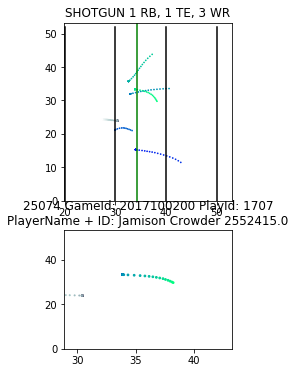 SHOTGUN 1 RB, 1 TE, 3 WR
50
40
30
20
10
0
20 30 40 50
25074 GameId: 2017100200 PlayId: 1707
PlayerName + ID: Jamison Crowder 2552415.0
40
20
0
30 35 40